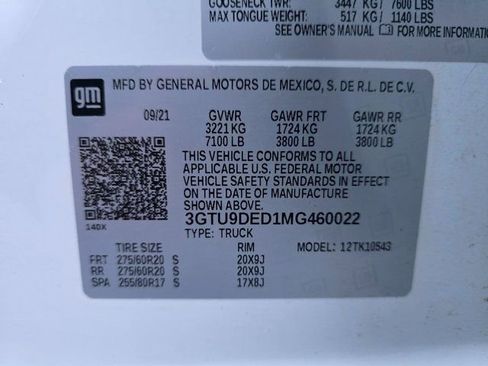 GOOSENECK TWR: 3447 KG/ 7600 LBS
MAX TONGUE WEIGHT: 517 KG/ 1140 LBS
SEE OWNER'S MANUAL FOR MORE INFORMATION
gm
MFD BY GENERAL MOTORS DE MEXICO, S. DE R.L. DE C.V.
09/21 GVWR GAWR FRT GAWR RR
3221 KG 1724 KG 1724 KG
7100 LB 3800 LB 3800 LB
THIS VEHICLE CONFORMS TO ALL
APPLICABLE U.S. FEDERAL MOTOR
VEHICLE SAFETY STANDARDS IN EFFECT
ON THE DATE OF MANUFACTURE
SHOWN ABOVE.
3GTU9DED1MG460022
140X TYPE: TRUCK MODEL: 12TK10543
TIRE SIZE RIM
FRT 275/60R20 S 20X9J
RR 275/60R20 S 20X9J
SPA 255/80R17 S 17X8J